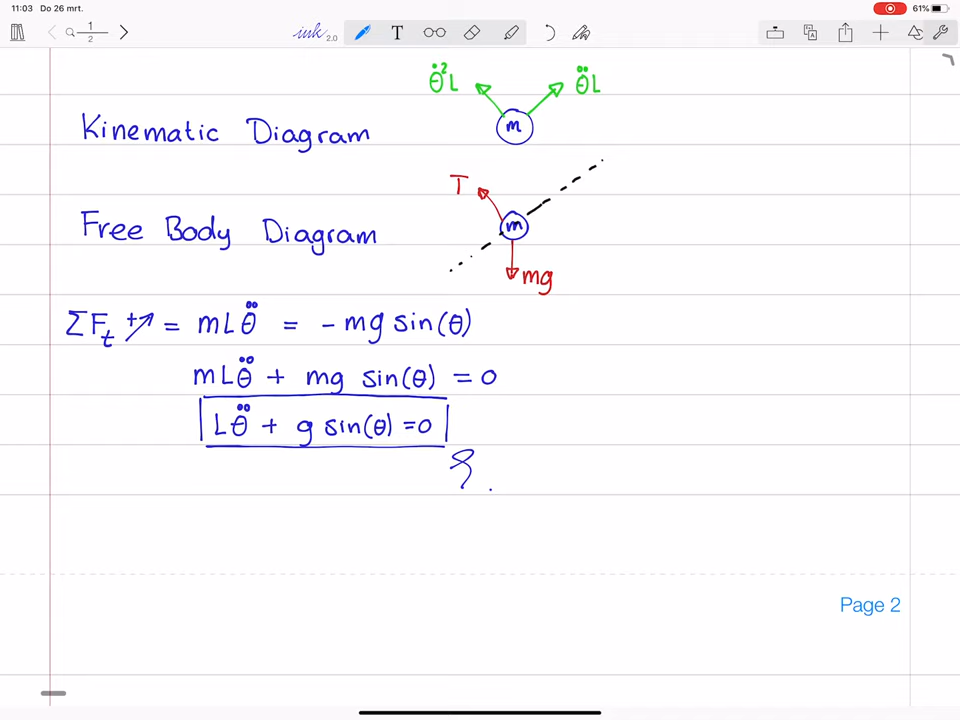 11:03 Do 26 mrt. 61%
1/2 ink 2.0 T
θ̇²L θ̈L
Kinematic Diagram m
T
Free Body Diagram m
mg
ΣF_t +↗ = mLθ̈ = - mg sin(θ)
mLθ̈ + mg sin(θ) = 0
Lθ̈ + g sin(θ) = 0
Page 2